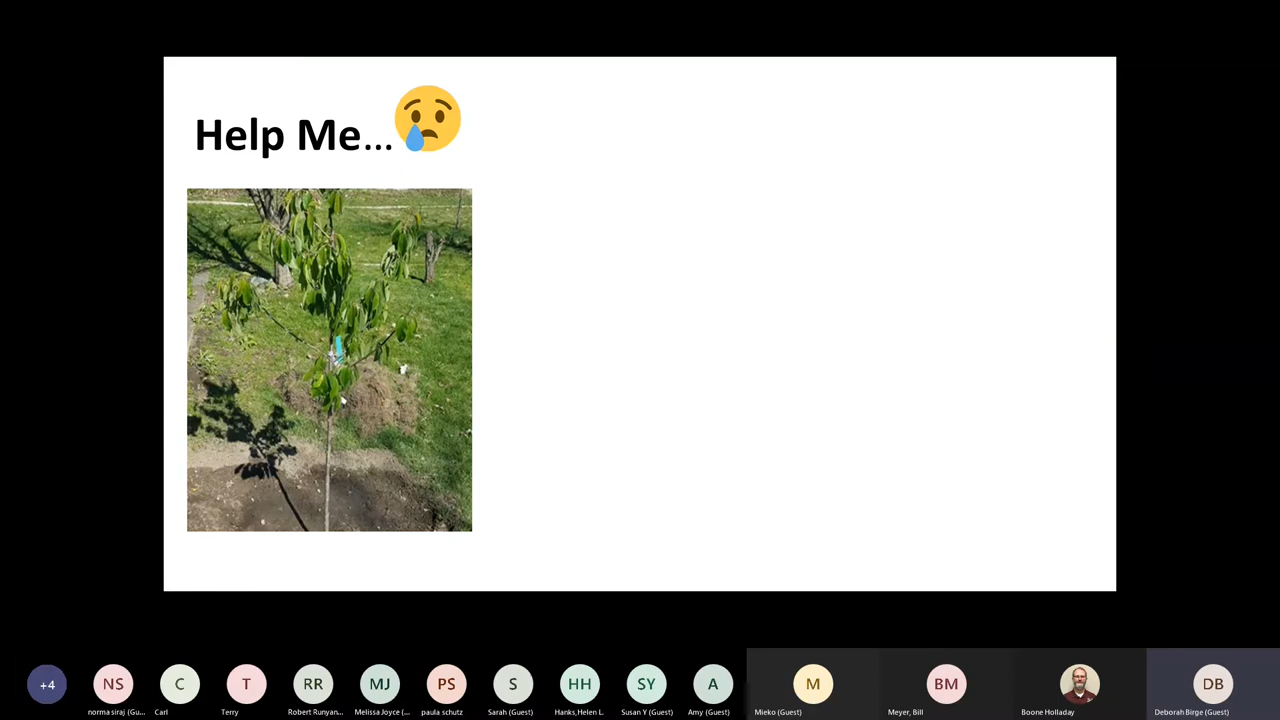 Help Me...
+4
NS
C
T
RR
MJ
PS
S
HH
SY
A
M
BM
DB
norma siraj (Gu...
Carl
Terry
Robert Runyan...
Melissa Joyce (...
paula schutz
Sarah (Guest)
Hanks,Helen L.
Susan Y (Guest)
Amy (Guest)
Mieko (Guest)
Meyer, Bill
Boone Holladay
Deborah Birge (Guest)